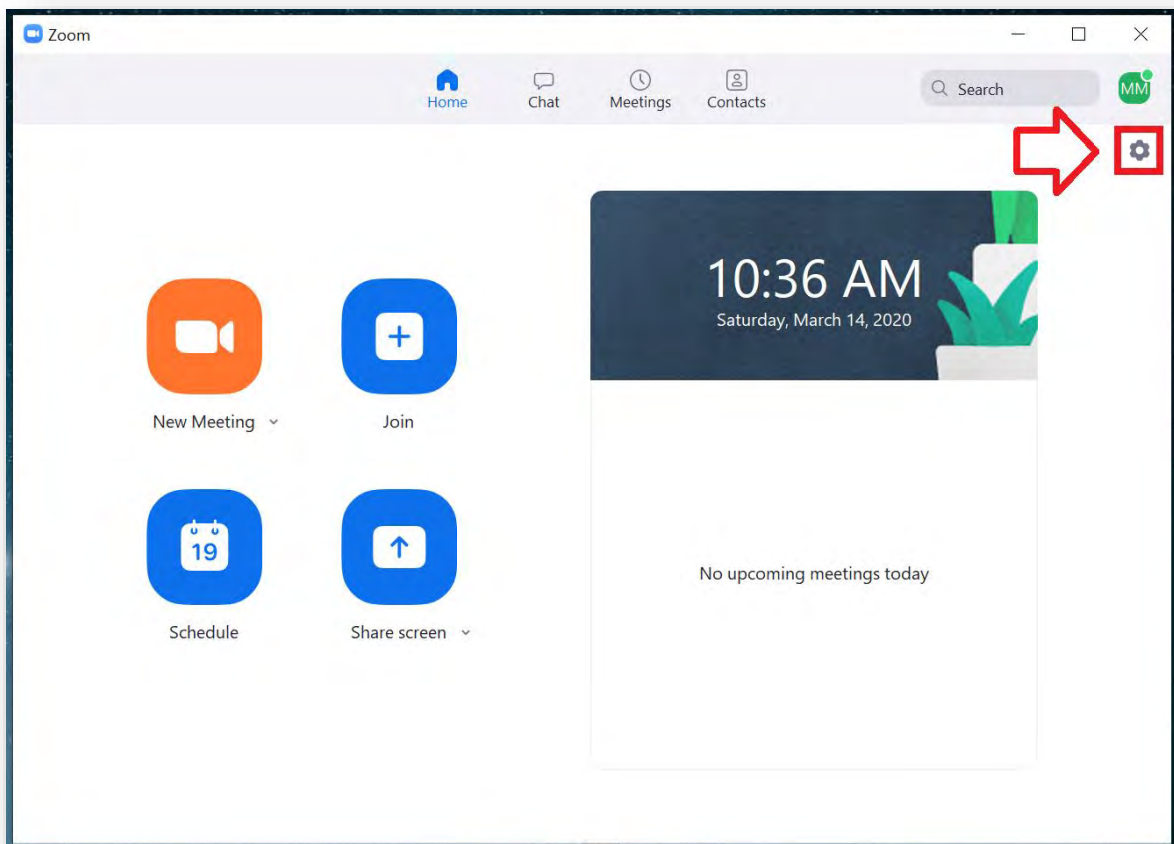 Zoom
Home
Chat
Meetings
Contacts
Search
MM
10:36 AM
Saturday, March 14, 2020
New Meeting
Join
19
Schedule
Share screen
No upcoming meetings today